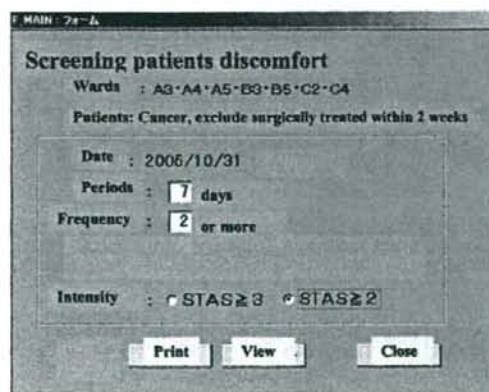 F_MAIN : フォーム
Screening patients discomfort
Wards : A3・A4・A5・B3・B5・C2・C4
Patients: Cancer, exclude surgically treated within 2 weeks
Date : 2006/10/31
Periods : 7 days
Frequency : 2 or more
Intensity : STAS≧3 STAS≧2
Print View Close